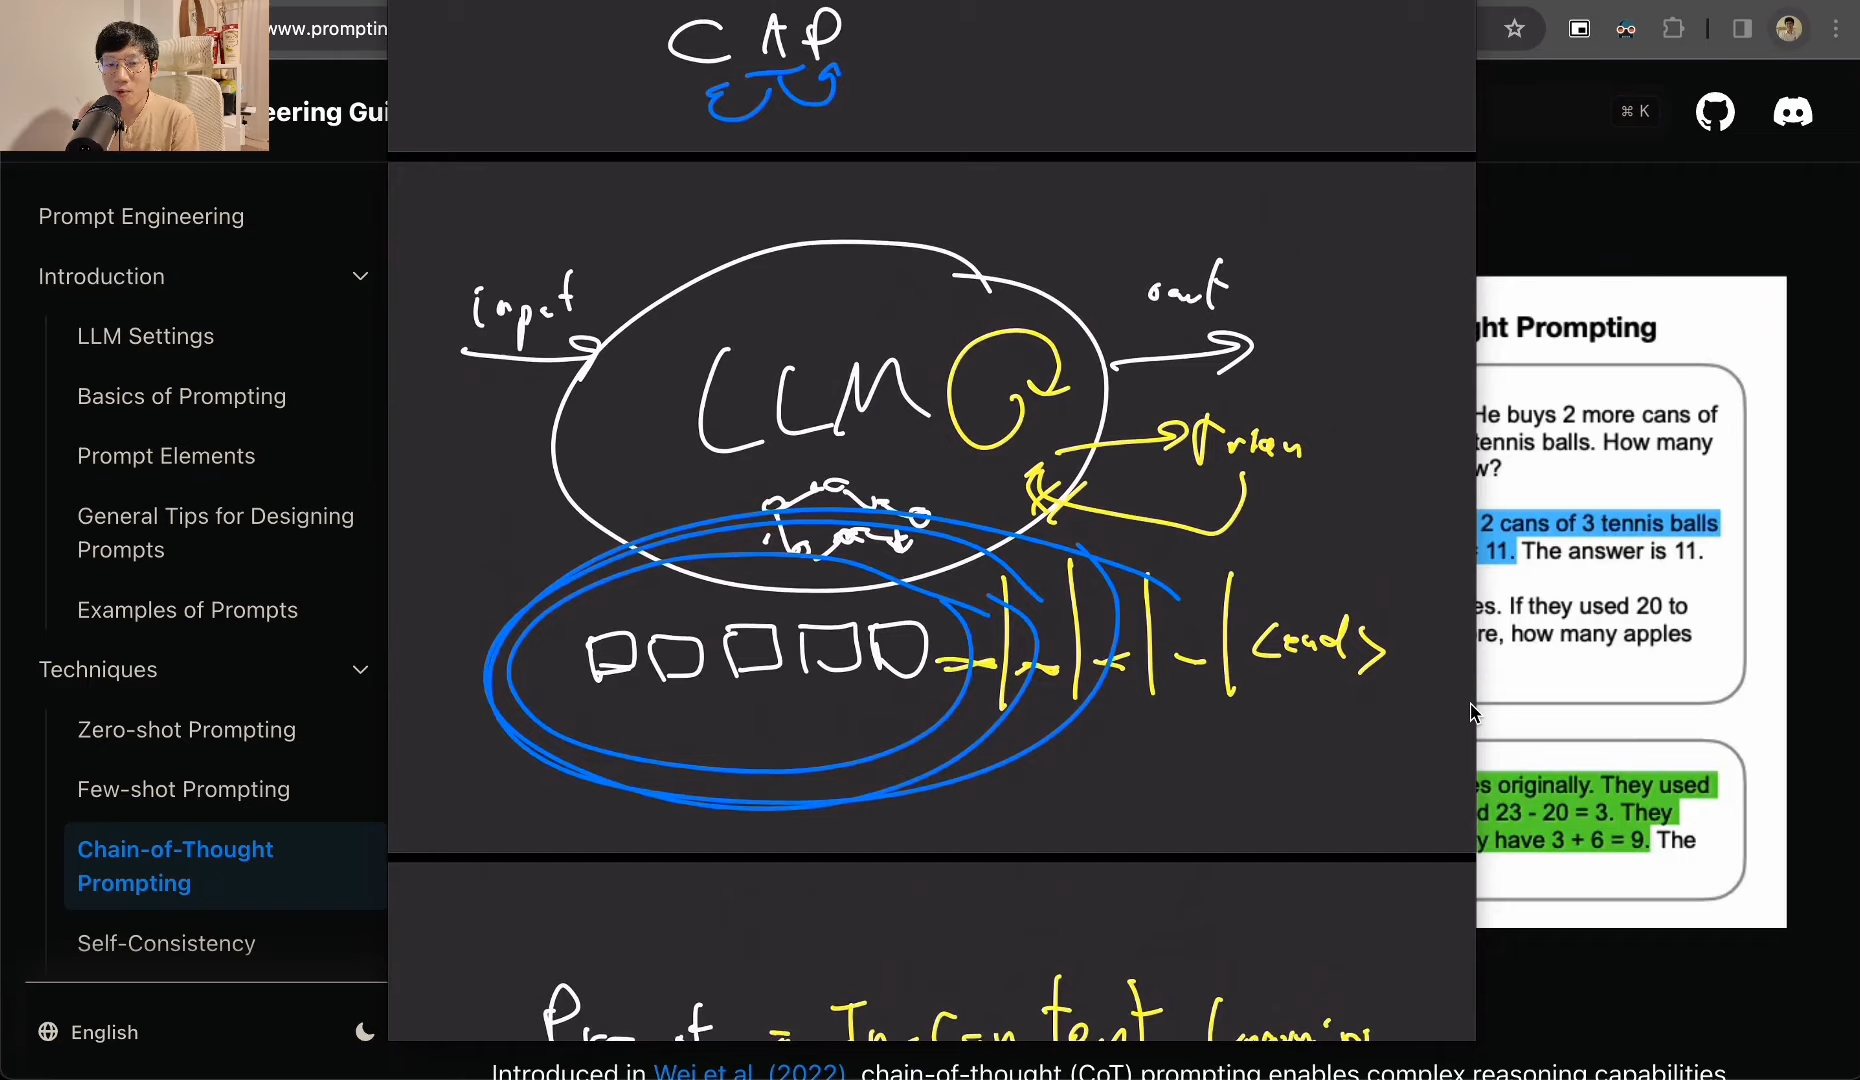 www.promptin
eering Gui
⌘ K
Prompt Engineering
Introduction
LLM Settings
Basics of Prompting
Prompt Elements
General Tips for Designing
Prompts
Examples of Prompts
Techniques
Zero-shot Prompting
Few-shot Prompting
Chain-of-Thought
Prompting
Self-Consistency
English
CAP
input
out
LLM
<end>
Prompt = In-Context Learning
ht Prompting
He buys 2 more cans of
tennis balls. How many
w?
2 cans of 3 tennis balls
= 11. The answer is 11.
es. If they used 20 to
re, how many apples
es originally. They used
d 23 - 20 = 3. They
y have 3 + 6 = 9. The
Introduced in Wei et al. (2022), chain-of-thought (CoT) prompting enables complex reasoning capabilities